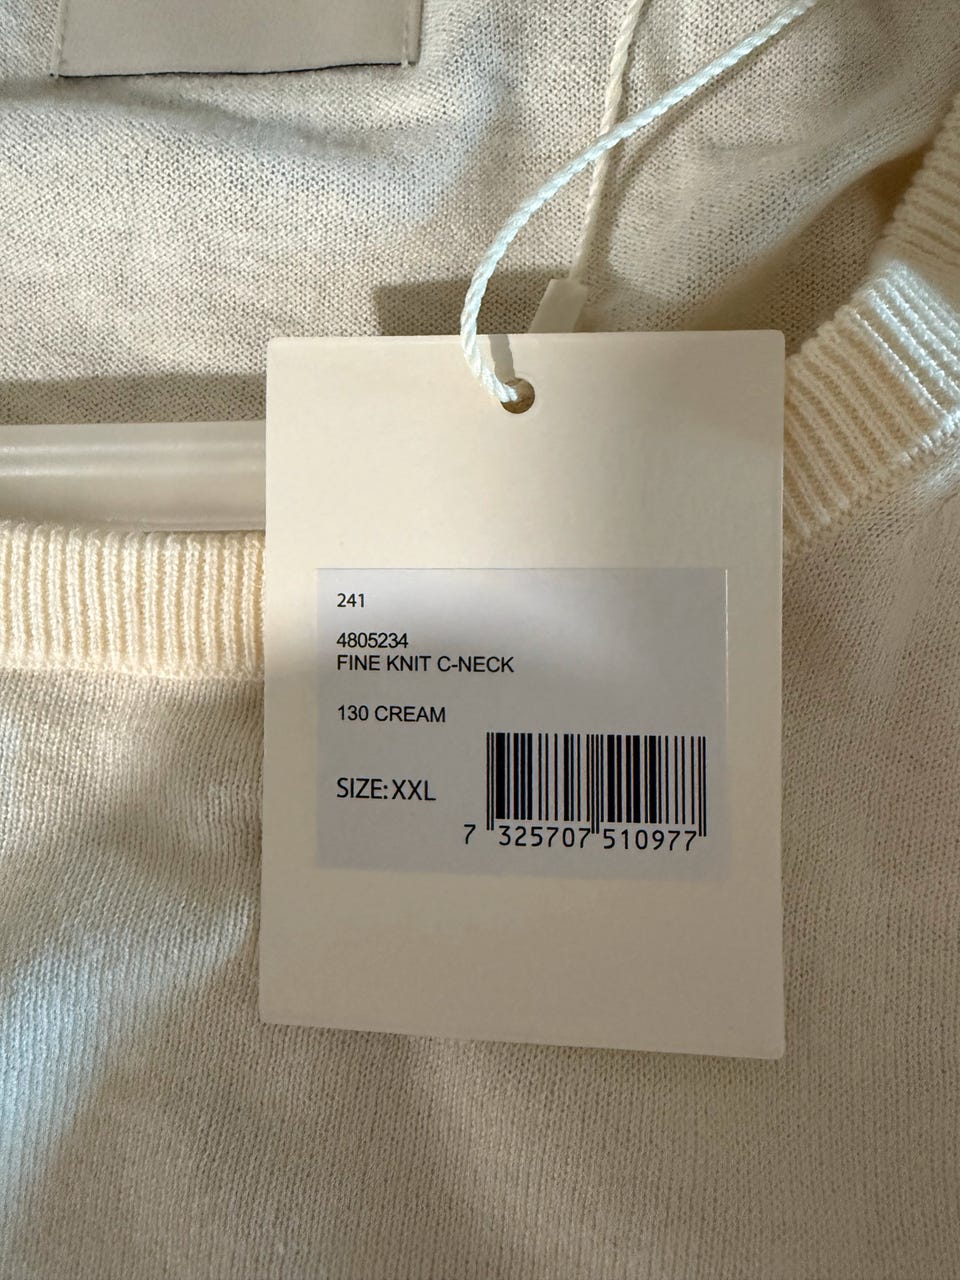 241
4805234
FINE KNIT C-NECK
130 CREAM
SIZE: XXL
7 325707 510977